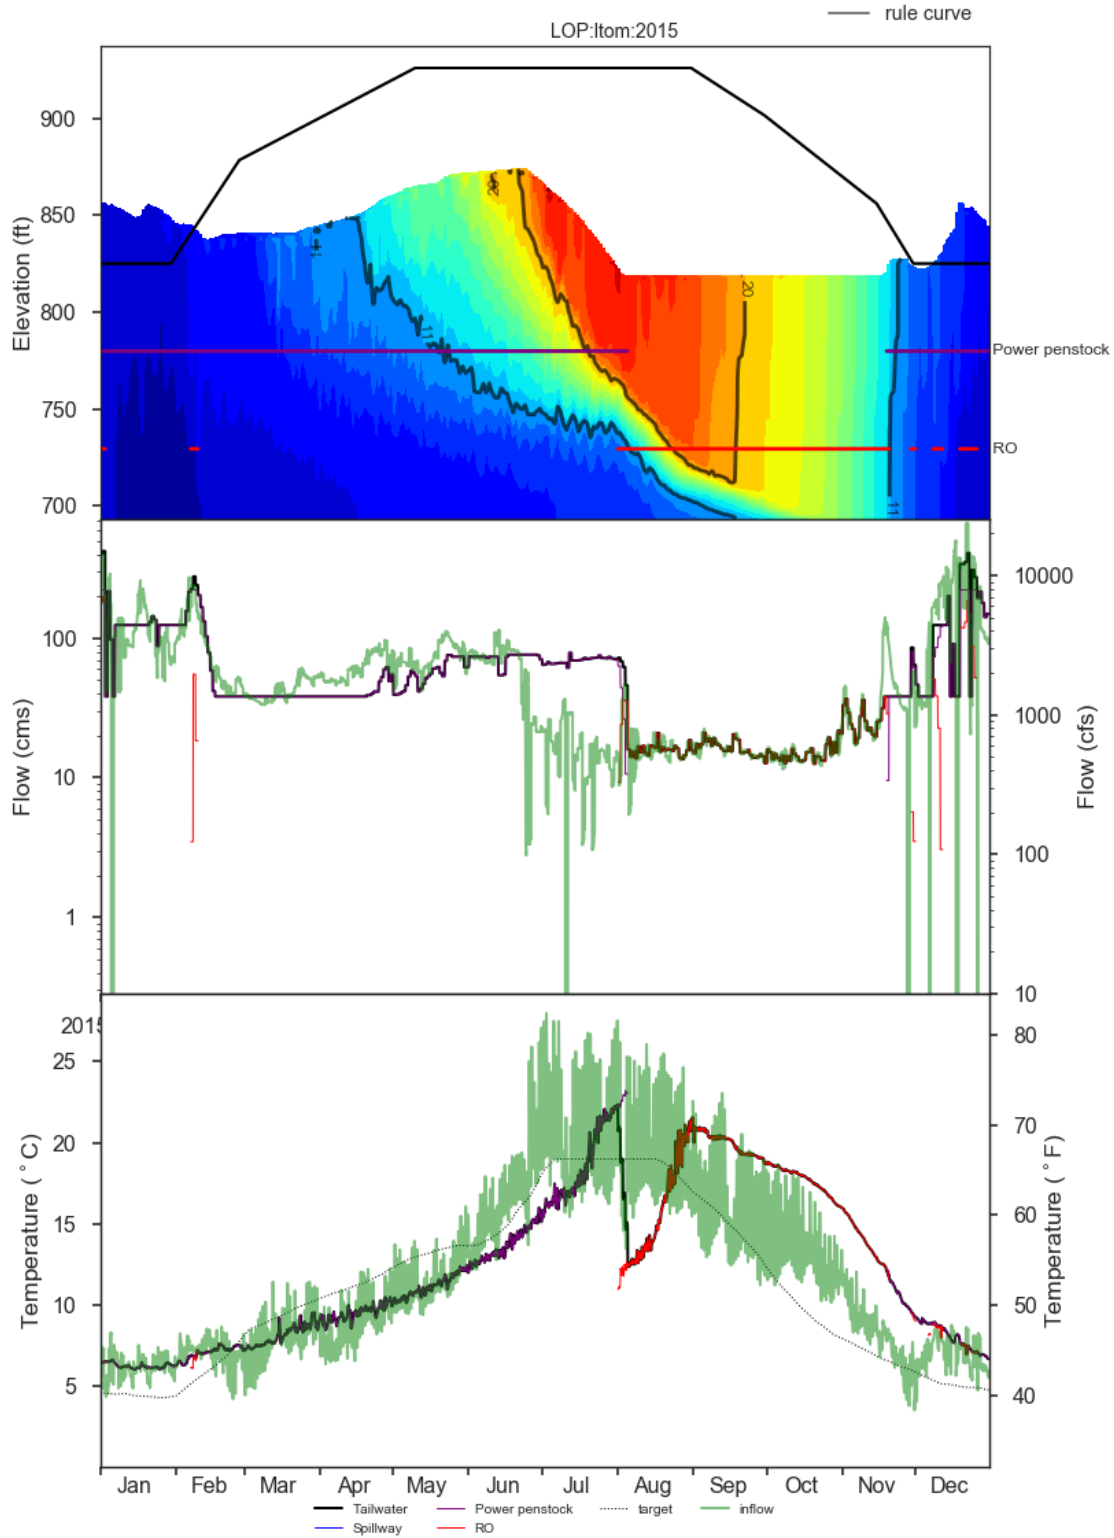 rule curve
LOP:ltom:2015
Elevation (ft)
900
850
800
750
700
11
20
11
20
11
Power penstock
RO
Flow (cms)
100
10
1
Flow (cfs)
10000
1000
100
10
2015
Temperature (°C)
25
20
15
10
5
Temperature (°F)
80
70
60
50
40
Jan Feb Mar Apr May Jun Jul Aug Sep Oct Nov Dec
Tailwater Power penstock target inflow
Spillway RO